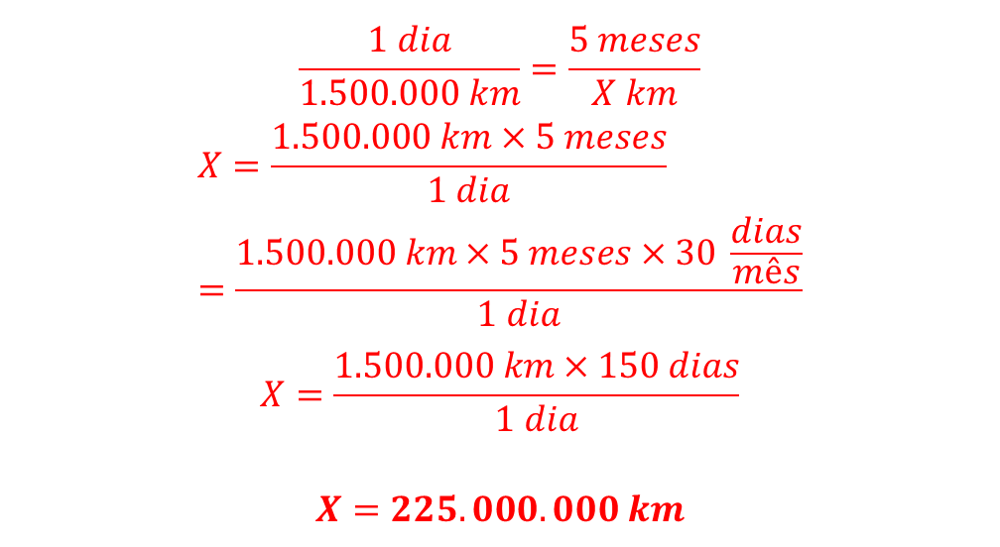 1 dia / 1.500.000 km = 5 meses / X km
X = 1.500.000 km × 5 meses / 1 dia
= 1.500.000 km × 5 meses × 30 dias/mês / 1 dia
X = 1.500.000 km × 150 dias / 1 dia
X = 225.000.000 km